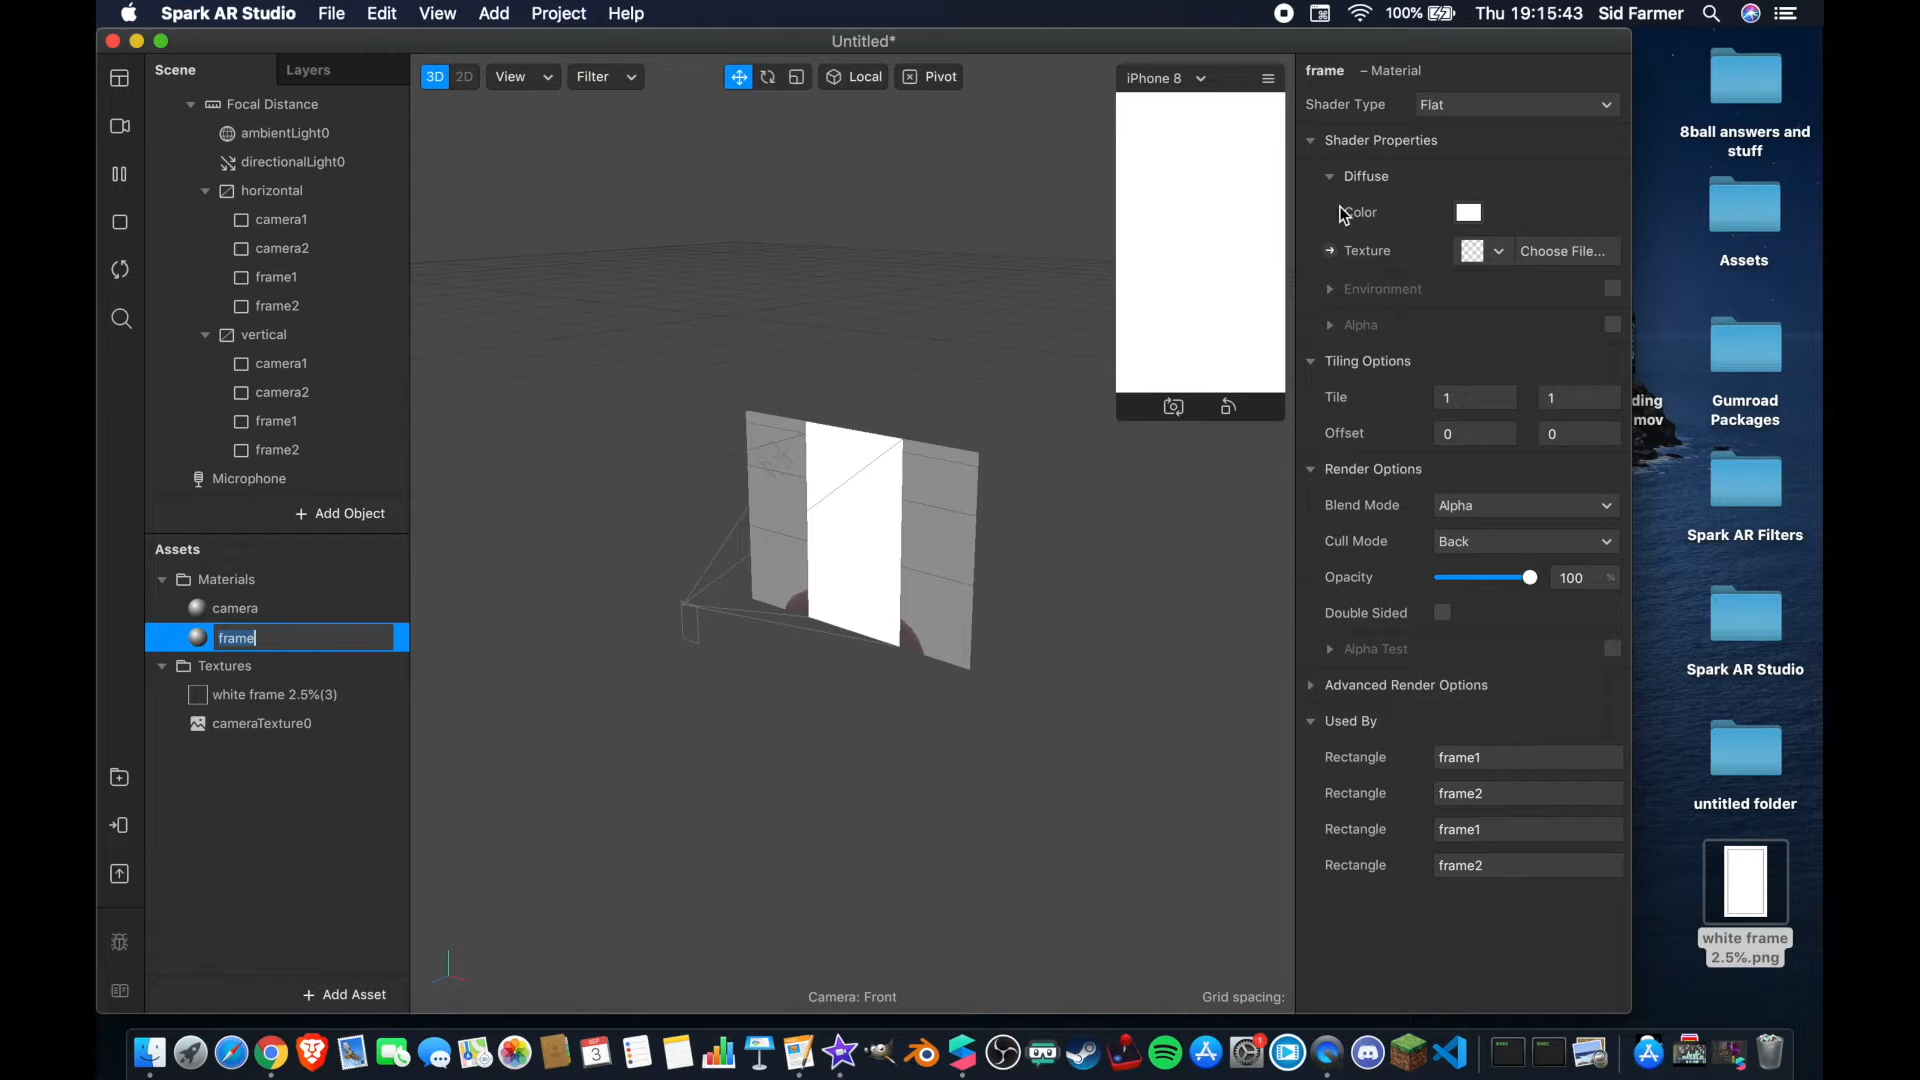 Spark AR Studio File Edit View Add Project Help 100% Thu 19:15:43 Sid Farmer
Untitled*
Scene Layers
Focal Distance
ambientLight0
directionalLight0
horizontal
camera1
camera2
frame1
frame2
vertical
camera1
camera2
frame1
frame2
Microphone
+ Add Object
Assets
Materials
camera
frame
Textures
white frame 2.5%(3)
cameraTexture0
+ Add Asset
3D 2D View Filter Local Pivot
iPhone 8
Camera: Front
Grid spacing:
frame – Material
Shader Type Flat
Shader Properties
Diffuse
Color
Texture Choose File...
Environment
Alpha
Tiling Options
Tile 1 1
Offset 0 0
Render Options
Blend Mode Alpha
Cull Mode Back
Opacity 100 %
Double Sided
Alpha Test
Advanced Render Options
Used By
Rectangle frame1
Rectangle frame2
Rectangle frame1
Rectangle frame2
8ball answers and
stuff
Assets
ding
mov
Gumroad
Packages
Spark AR Filters
Spark AR Studio
untitled folder
white frame
2.5%.png
SEP
3
1